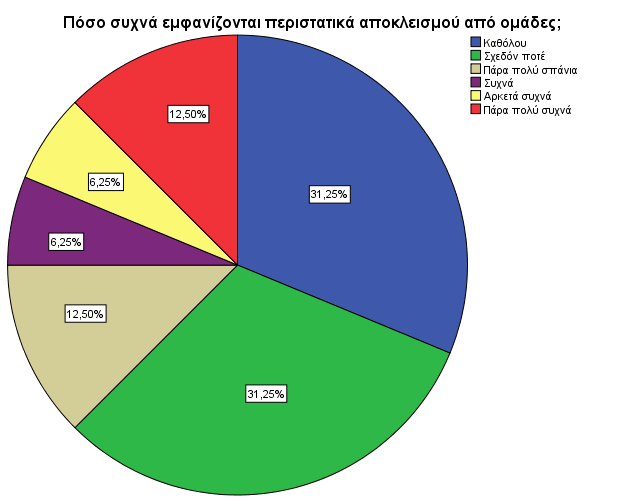 Πόσο συχνά εμφανίζονται περιστατικά αποκλεισμού από ομάδες;
Καθόλου
Σχεδόν ποτέ
Πάρα πολύ σπάνια
Συχνά
Αρκετά συχνά
Πάρα πολύ συχνά
12,50%
6,25%
31,25%
6,25%
12,50%
31,25%